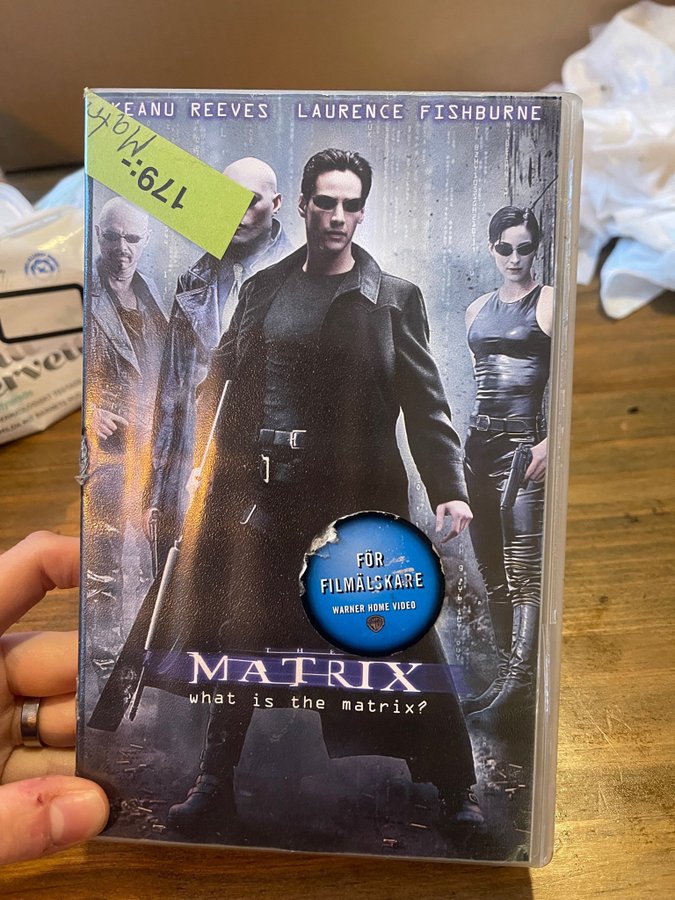 KEANU REEVES LAURENCE FISHBURNE
179:-
FÖR
FILMÄLSKARE
WARNER HOME VIDEO
THE
MATRIX
what is the matrix?